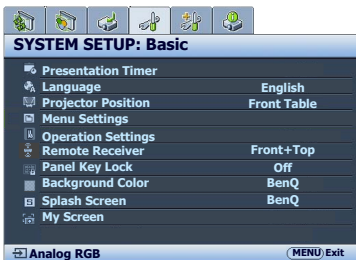 SYSTEM SETUP: Basic
Presentation Timer
Language English
Projector Position Front Table
Menu Settings
Operation Settings
Remote Receiver Front+Top
Panel Key Lock Off
Background Color BenQ
Splash Screen BenQ
My Screen
Analog RGB MENU Exit